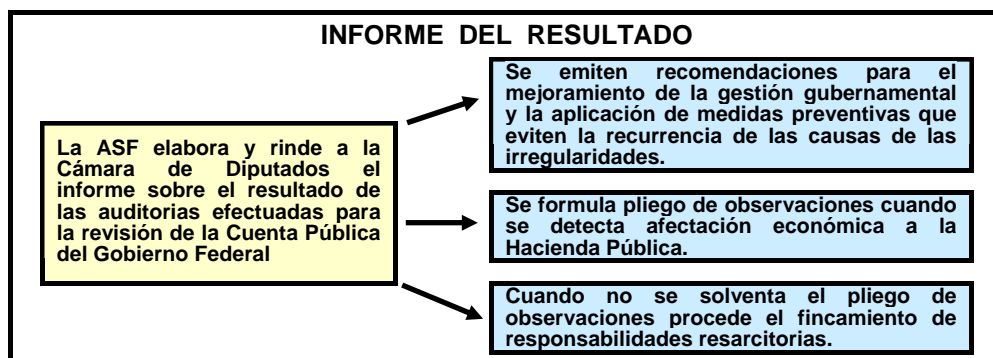 INFORME DEL RESULTADO
La ASF elabora y rinde a la
Cámara de Diputados el
informe sobre el resultado de
las auditorias efectuadas para
la revisión de la Cuenta Pública
del Gobierno Federal
Se emiten recomendaciones para el
mejoramiento de la gestión gubernamental
y la aplicación de medidas preventivas que
eviten la recurrencia de las causas de las
irregularidades.
Se formula pliego de observaciones cuando
se detecta afectación económica a la
Hacienda Pública.
Cuando no se solventa el pliego de
observaciones procede el fincamiento de
responsabilidades resarcitorias.